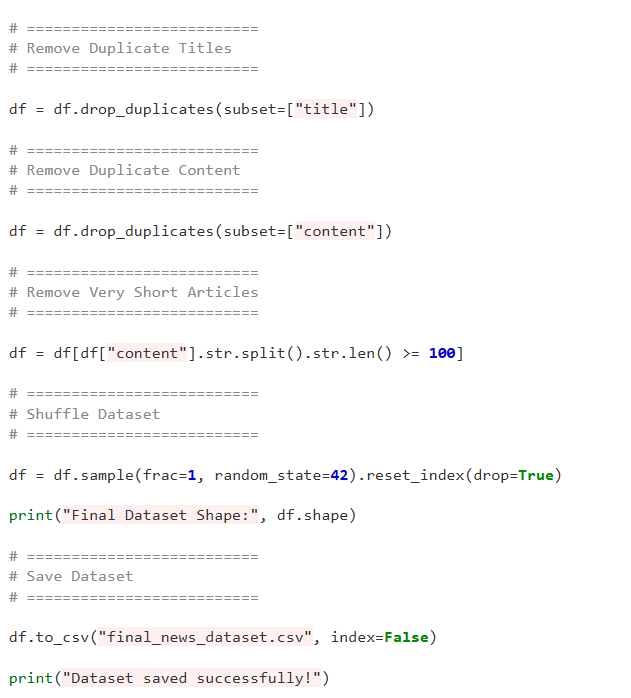 # ==========================
# Remove Duplicate Titles
# ==========================
df = df.drop_duplicates(subset=["title"])
# ==========================
# Remove Duplicate Content
# ==========================
df = df.drop_duplicates(subset=["content"])
# ==========================
# Remove Very Short Articles
# ==========================
df = df[df["content"].str.split().str.len() >= 100]
# ==========================
# Shuffle Dataset
# ==========================
df = df.sample(frac=1, random_state=42).reset_index(drop=True)
print("Final Dataset Shape:", df.shape)
# ==========================
# Save Dataset
# ==========================
df.to_csv("final_news_dataset.csv", index=False)
print("Dataset saved successfully!")